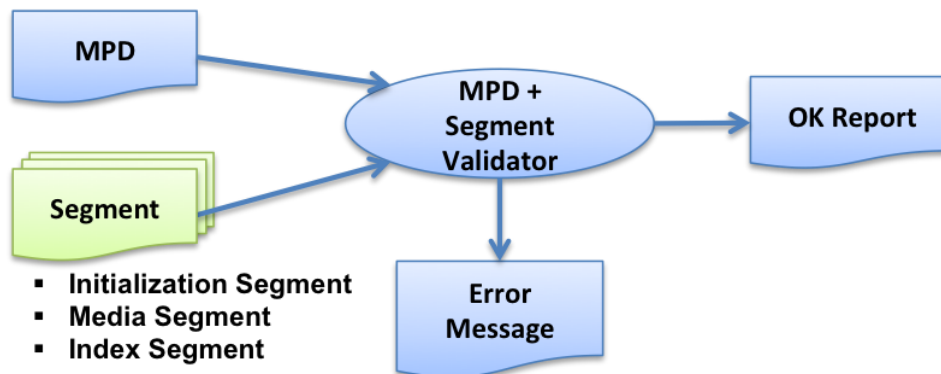 MPD
MPD +
Segment
Validator
OK Report
Segment
▪ Initialization Segment
▪ Media Segment
▪ Index Segment
Error
Message